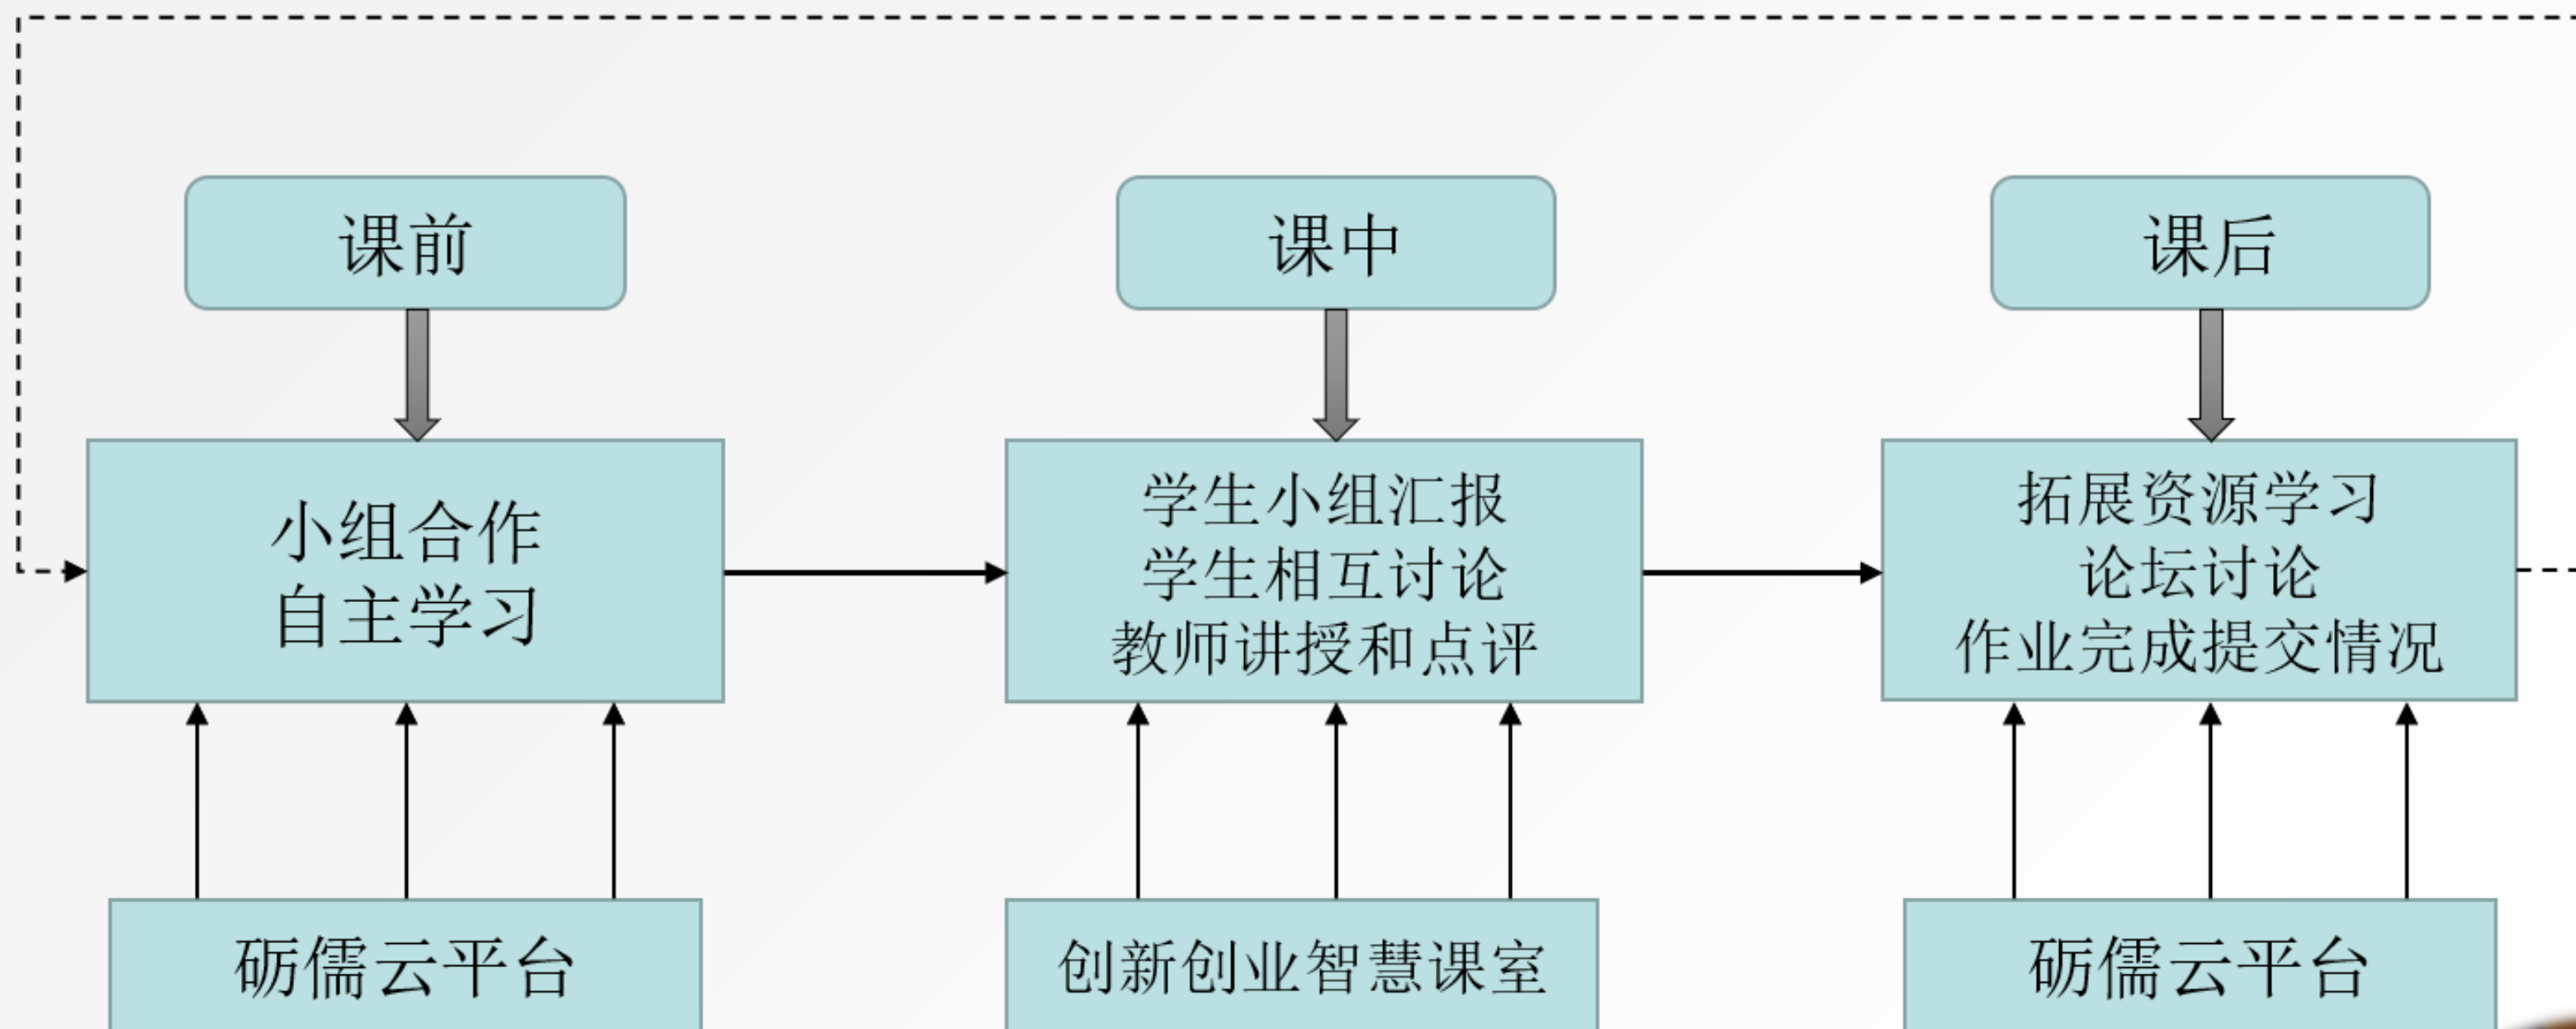 课前
课中
课后
小组合作
自主学习
学生小组汇报
学生相互讨论
教师讲授和点评
拓展资源学习
论坛讨论
作业完成提交情况
砺儒云平台
创新创业智慧课室
砺儒云平台